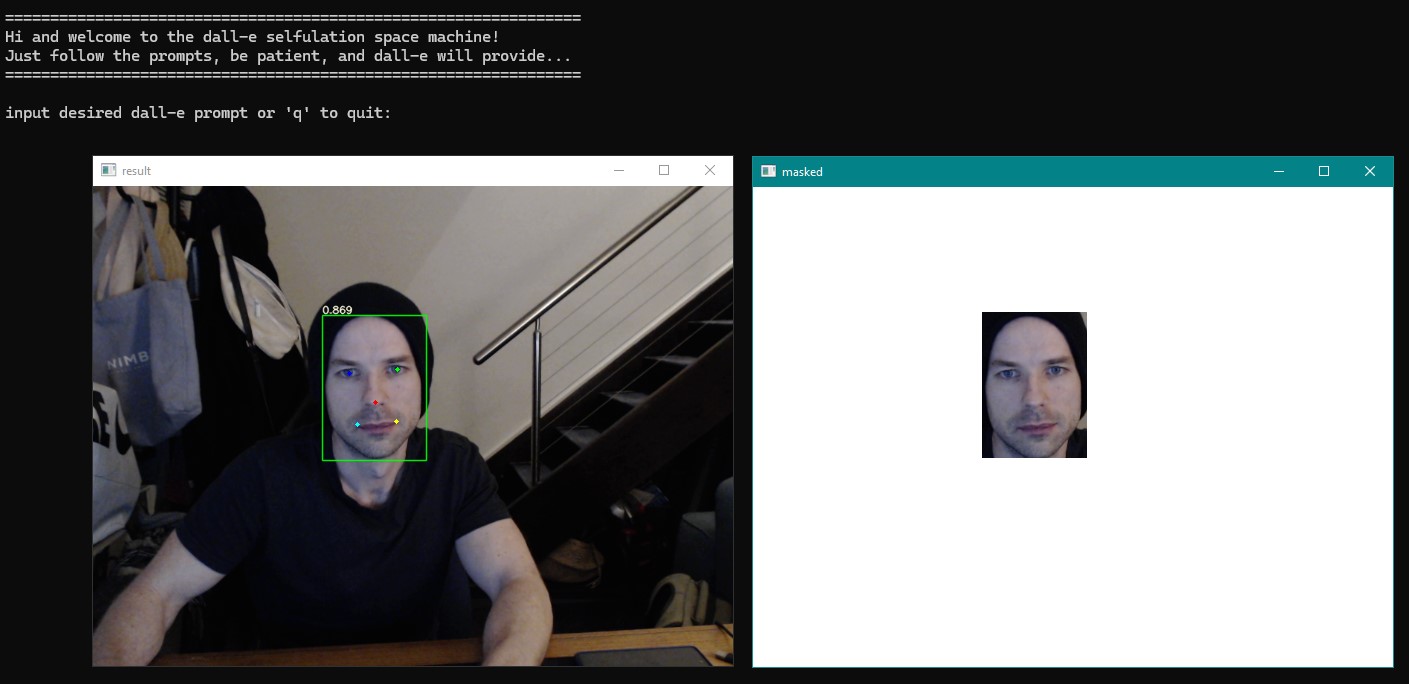 ================================================================
Hi and welcome to the dall-e selfulation space machine!
Just follow the prompts, be patient, and dall-e will provide...
================================================================
input desired dall-e prompt or 'q' to quit:
result
masked
0.869
NIMB